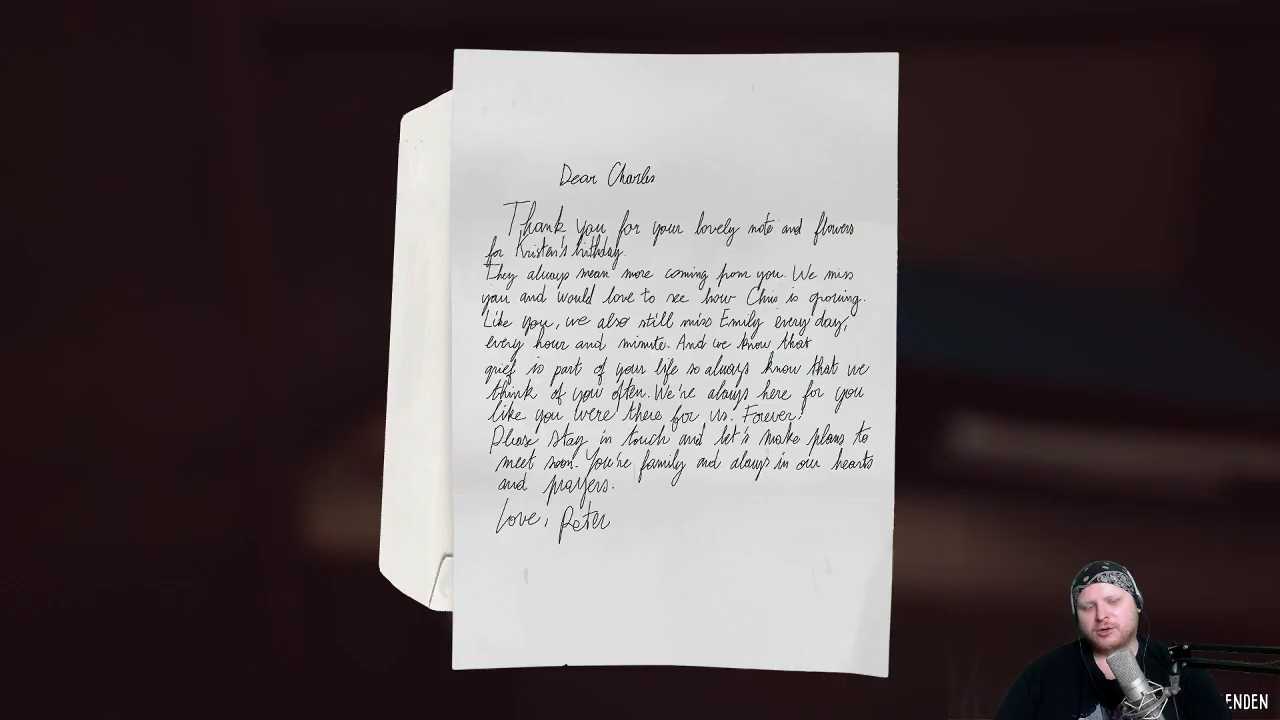 Dear Charles
Thank you for your lovely note and flowers
for Kristen's birthday.
They always mean more coming from you. We miss
you and would love to see how Chris is growing.
Like you, we also still miss Emily every day,
every hour and minute. And we know that
grief is part of your life so always know that we
think of you often. We're always here for you
like you were there for us. Forever!
Please stay in touch and let's make plans to
meet soon. You're family and always in our hearts
and prayers.
Love, Peter
ENDEN